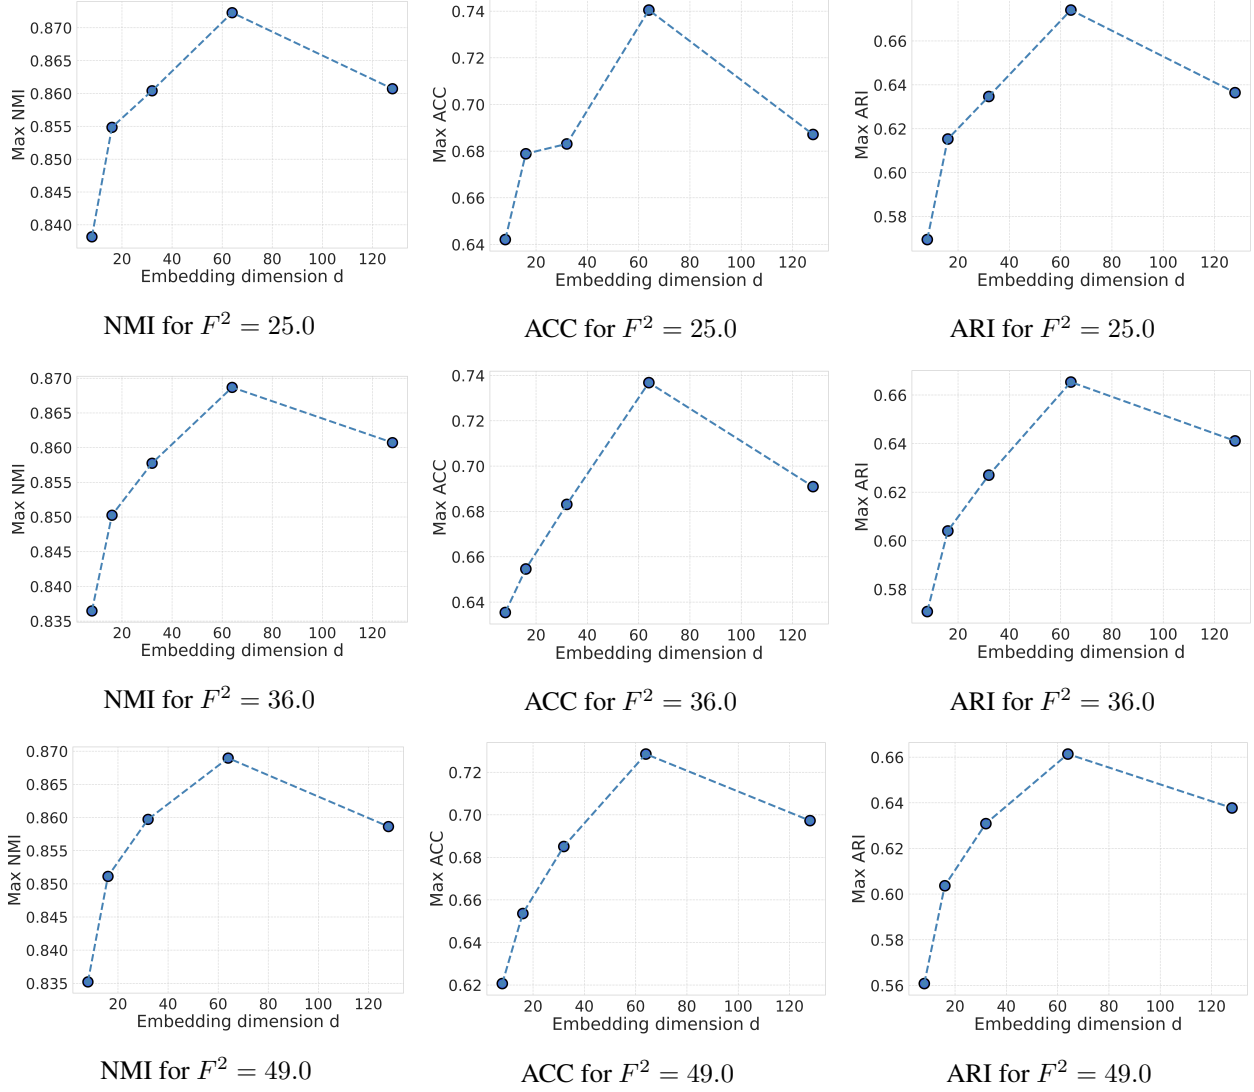 0.870
0.865
0.860
0.855
0.850
0.845
0.840
Max NMI
20 40 60 80 100 120
Embedding dimension d
NMI for F² = 25.0
0.74
0.72
0.70
0.68
0.66
0.64
Max ACC
20 40 60 80 100 120
Embedding dimension d
ACC for F² = 25.0
0.66
0.64
0.62
0.60
0.58
Max ARI
20 40 60 80 100 120
Embedding dimension d
ARI for F² = 25.0
0.870
0.865
0.860
0.855
0.850
0.845
0.840
0.835
Max NMI
20 40 60 80 100 120
Embedding dimension d
NMI for F² = 36.0
0.74
0.72
0.70
0.68
0.66
0.64
Max ACC
20 40 60 80 100 120
Embedding dimension d
ACC for F² = 36.0
0.66
0.64
0.62
0.60
0.58
Max ARI
20 40 60 80 100 120
Embedding dimension d
ARI for F² = 36.0
0.870
0.865
0.860
0.855
0.850
0.845
0.840
0.835
Max NMI
20 40 60 80 100 120
Embedding dimension d
NMI for F² = 49.0
0.72
0.70
0.68
0.66
0.64
0.62
Max ACC
20 40 60 80 100 120
Embedding dimension d
ACC for F² = 49.0
0.66
0.64
0.62
0.60
0.58
0.56
Max ARI
20 40 60 80 100 120
Embedding dimension d
ARI for F² = 49.0